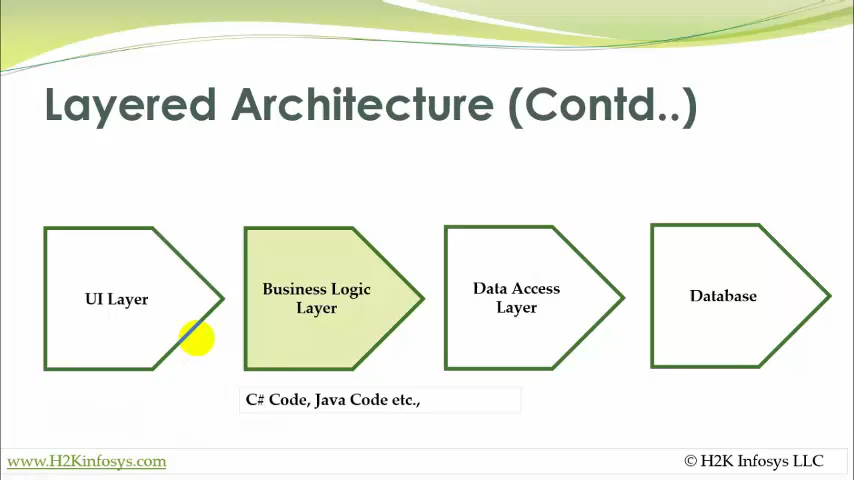 Layered Architecture (Contd..)
UI Layer
Business Logic
Layer
Data Access
Layer
Database
C# Code, Java Code etc.,
www.H2Kinfosys.com
© H2K Infosys LLC